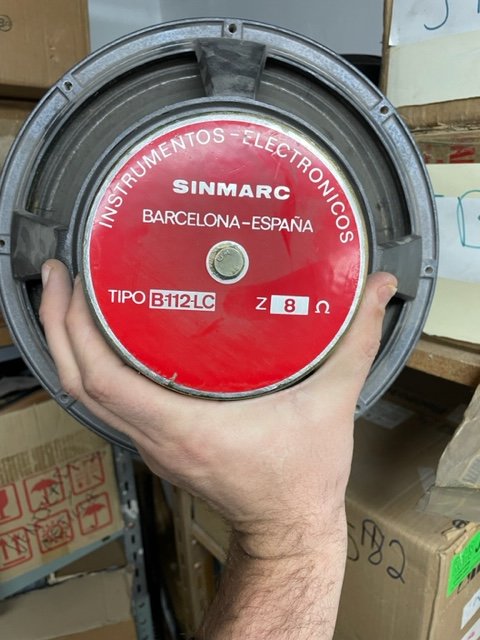 INSTRUMENTOS-ELECTRONICOS
SINMARC
BARCELONA-ESPAÑA
TIPO B-112-LC
Z 8 Ω